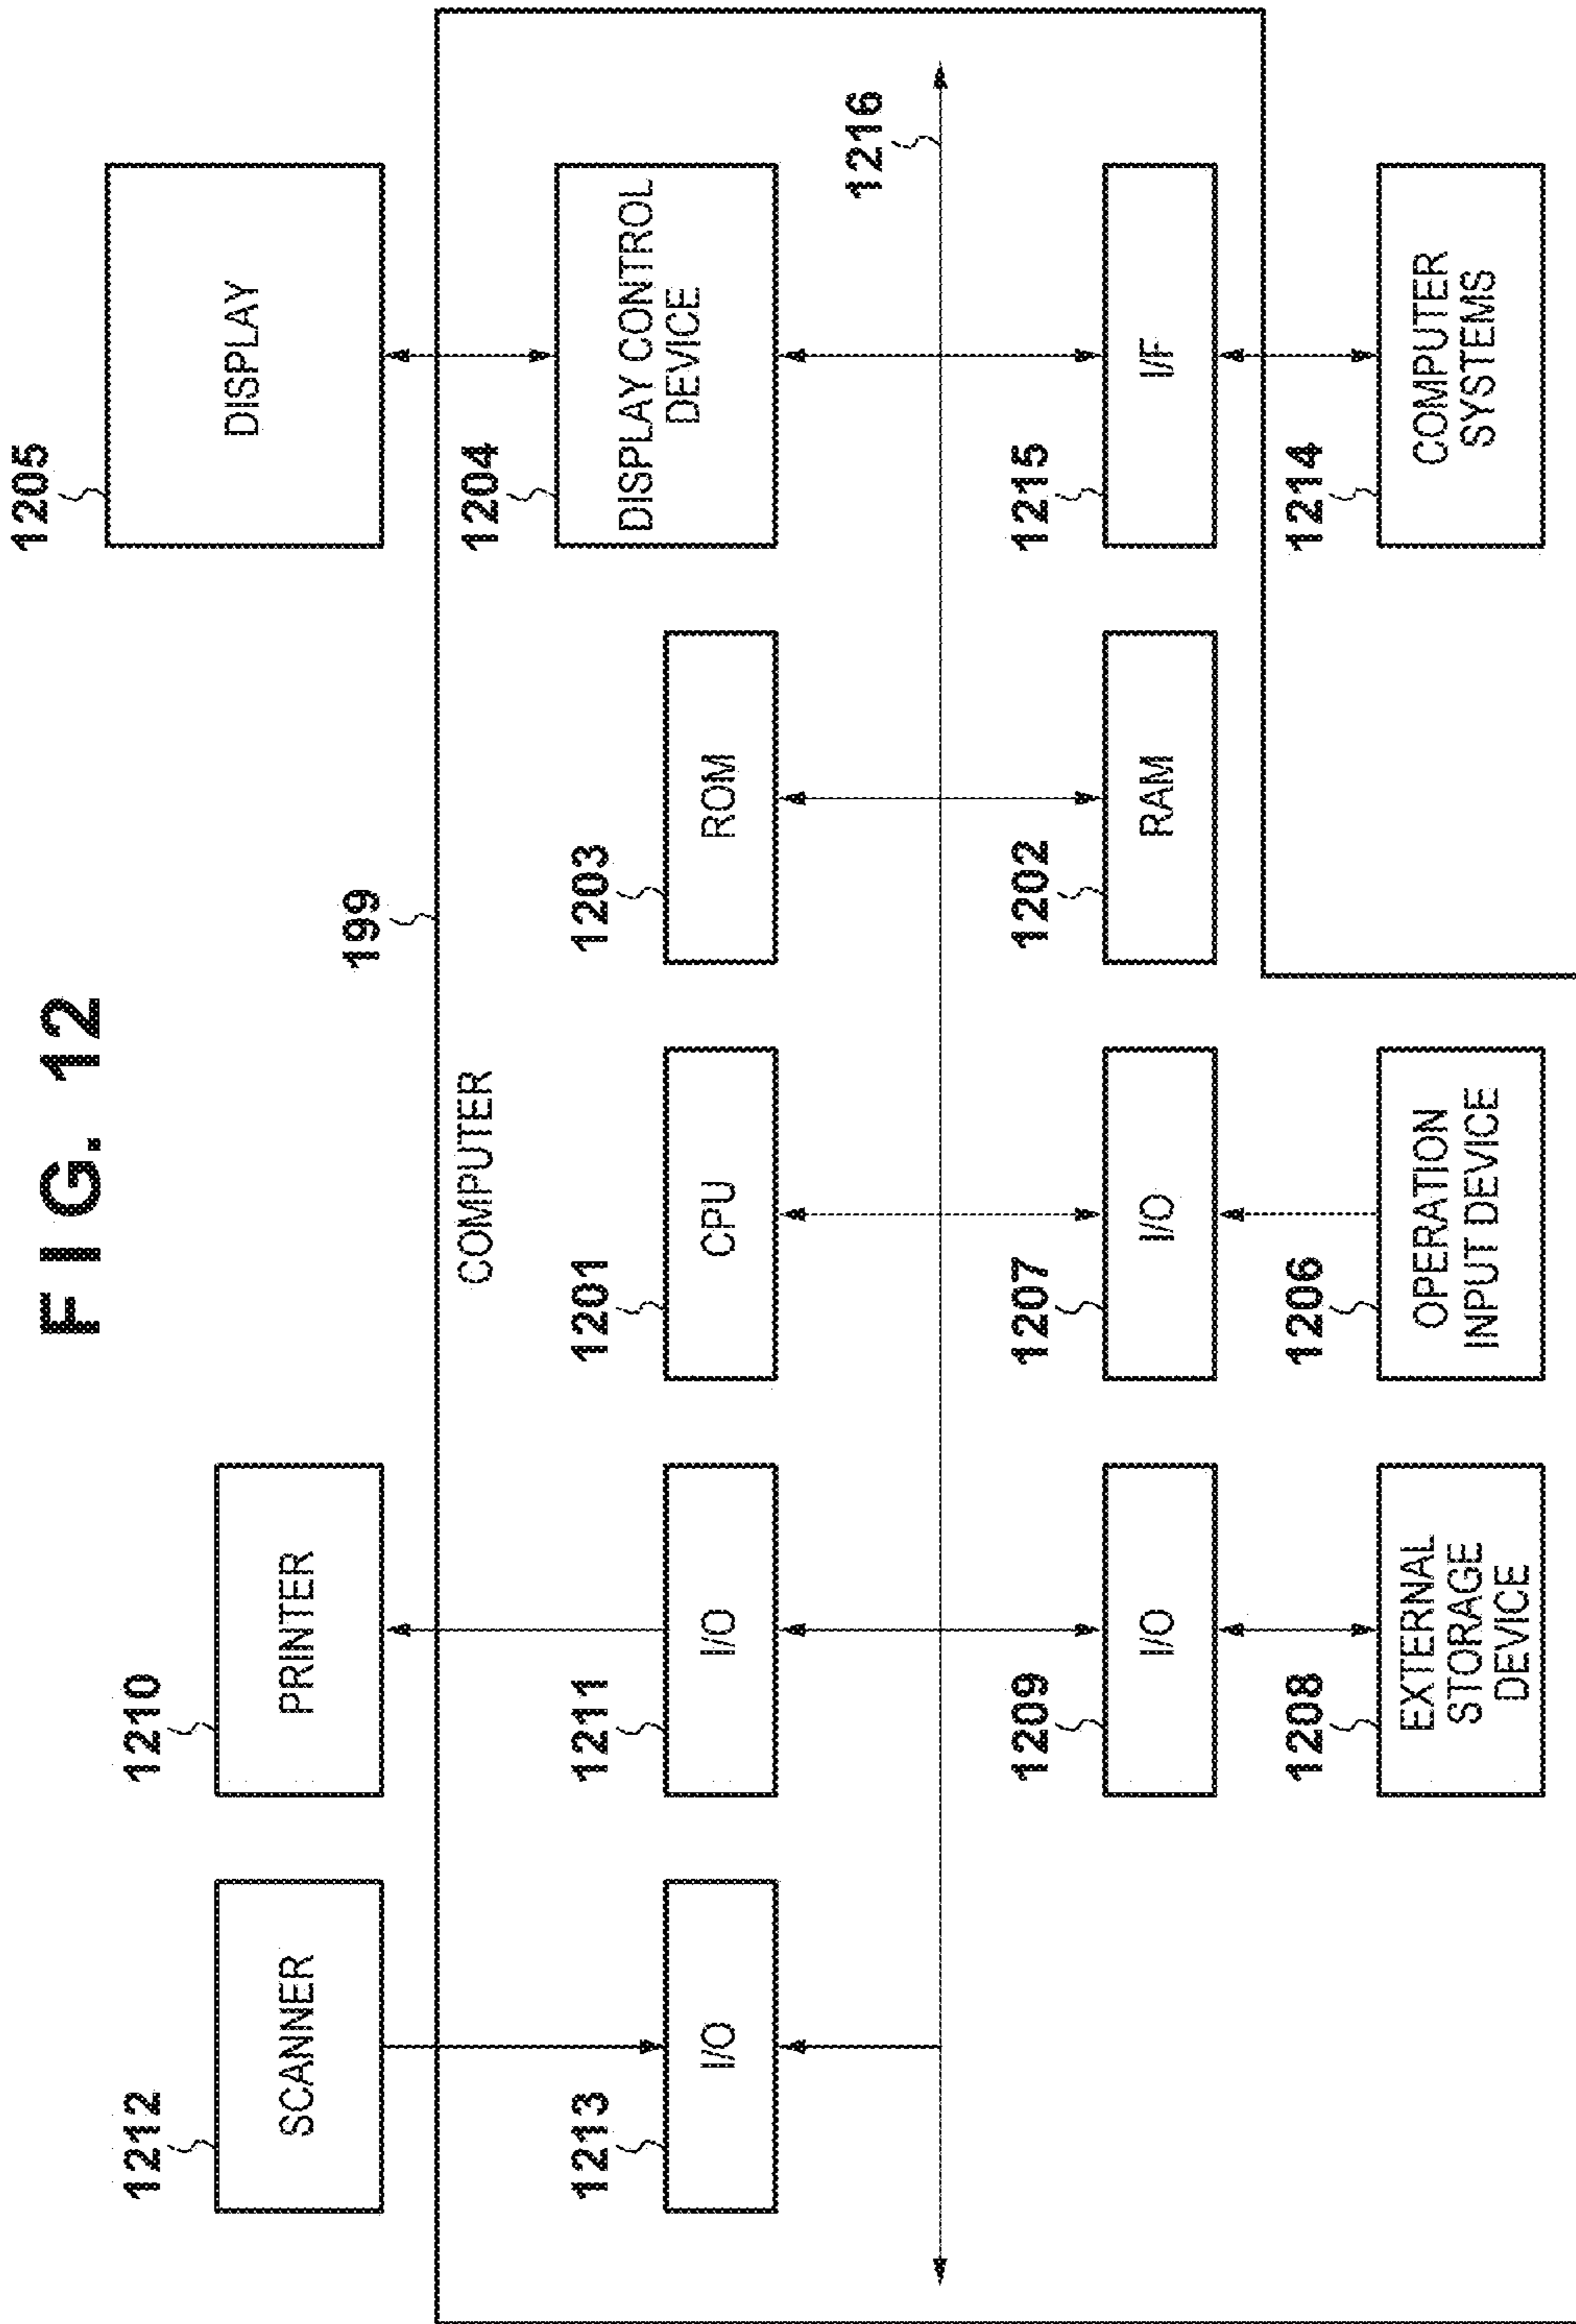 FIG. 12
1212
SCANNER
1210
PRINTER
1205
DISPLAY
199
COMPUTER
1213
I/O
1211
I/O
1201
CPU
1203
ROM
1204
DISPLAY CONTROL
DEVICE
1216
1209
I/O
1207
I/O
1202
RAM
1215
I/F
1208
EXTERNAL
STORAGE
DEVICE
1206
OPERATION
INPUT DEVICE
1214
COMPUTER
SYSTEMS